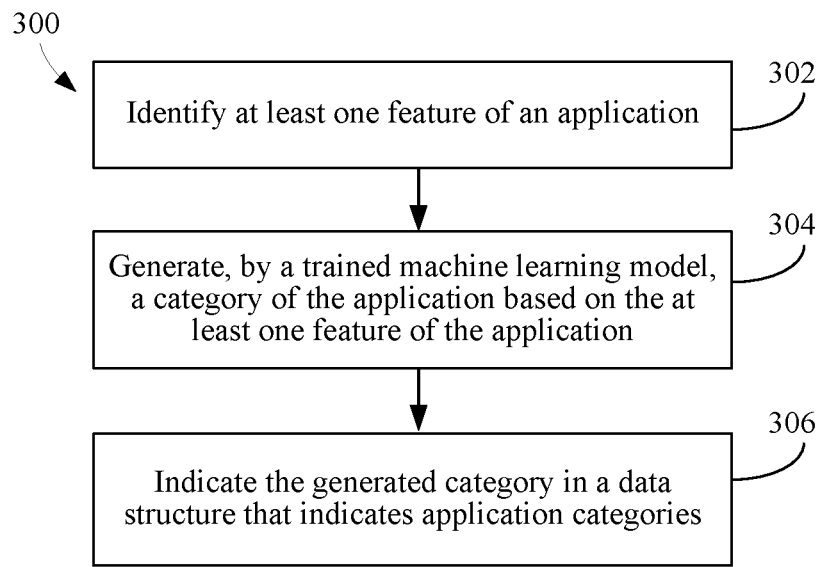 300
302
Identify at least one feature of an application
304
Generate, by a trained machine learning model,
a category of the application based on the at
least one feature of the application
306
Indicate the generated category in a data
structure that indicates application categories